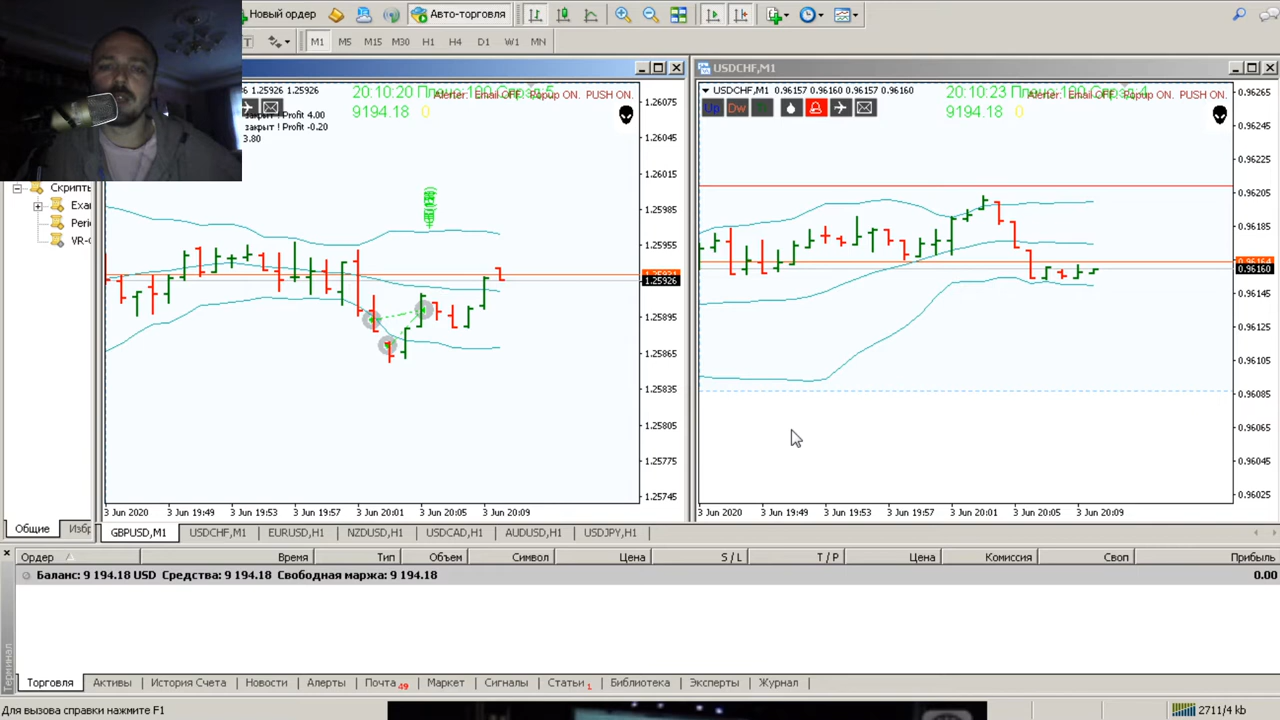 Новый ордер
Авто-торговля
T
M1 M5 M15 M30 H1 H4 D1 W1 MN
USDCHF,M1
6 1.25926 1.25926
закрыт ! Profit 4.00
закрыт ! Profit -0.20
3.80
Alerter: Email OFF. Popup ON. PUSH ON.
9194.18 0
USDCHF,M1 0.96157 0.96160 0.96157 0.96160
Up Dw
Alerter: Email OFF. Popup ON. PUSH ON.
9194.18 0
Скрипты
Exa
Peri
VR-
1.26075
1.26045
1.26015
1.25985
1.25955
1.25926
1.25895
1.25865
1.25835
1.25805
1.25775
1.25745
0.96265
0.96245
0.96225
0.96205
0.96185
0.96164
0.96160
0.96145
0.96125
0.96105
0.96085
0.96065
0.96045
0.96025
3 Jun 2020 3 Jun 19:49 3 Jun 19:53 3 Jun 19:57 3 Jun 20:01 3 Jun 20:05 3 Jun 20:09
3 Jun 2020 3 Jun 19:49 3 Jun 19:53 3 Jun 19:57 3 Jun 20:01 3 Jun 20:05 3 Jun 20:09
Общие Избр
GBPUSD,M1 USDCHF,M1 EURUSD,H1 NZDUSD,H1 USDCAD,H1 AUDUSD,H1 USDJPY,H1
Ордер Время Тип Объем Символ Цена S / L T / P Цена Комиссия Своп Прибыль
Баланс: 9 194.18 USD Средства: 9 194.18 Свободная маржа: 9 194.18 0.00
Терминал
Торговля Активы История Счета Новости Алерты Почта 49 Маркет Сигналы Статьи 1 Библиотека Эксперты Журнал
Для вызова справки нажмите F1
2711/4 kb